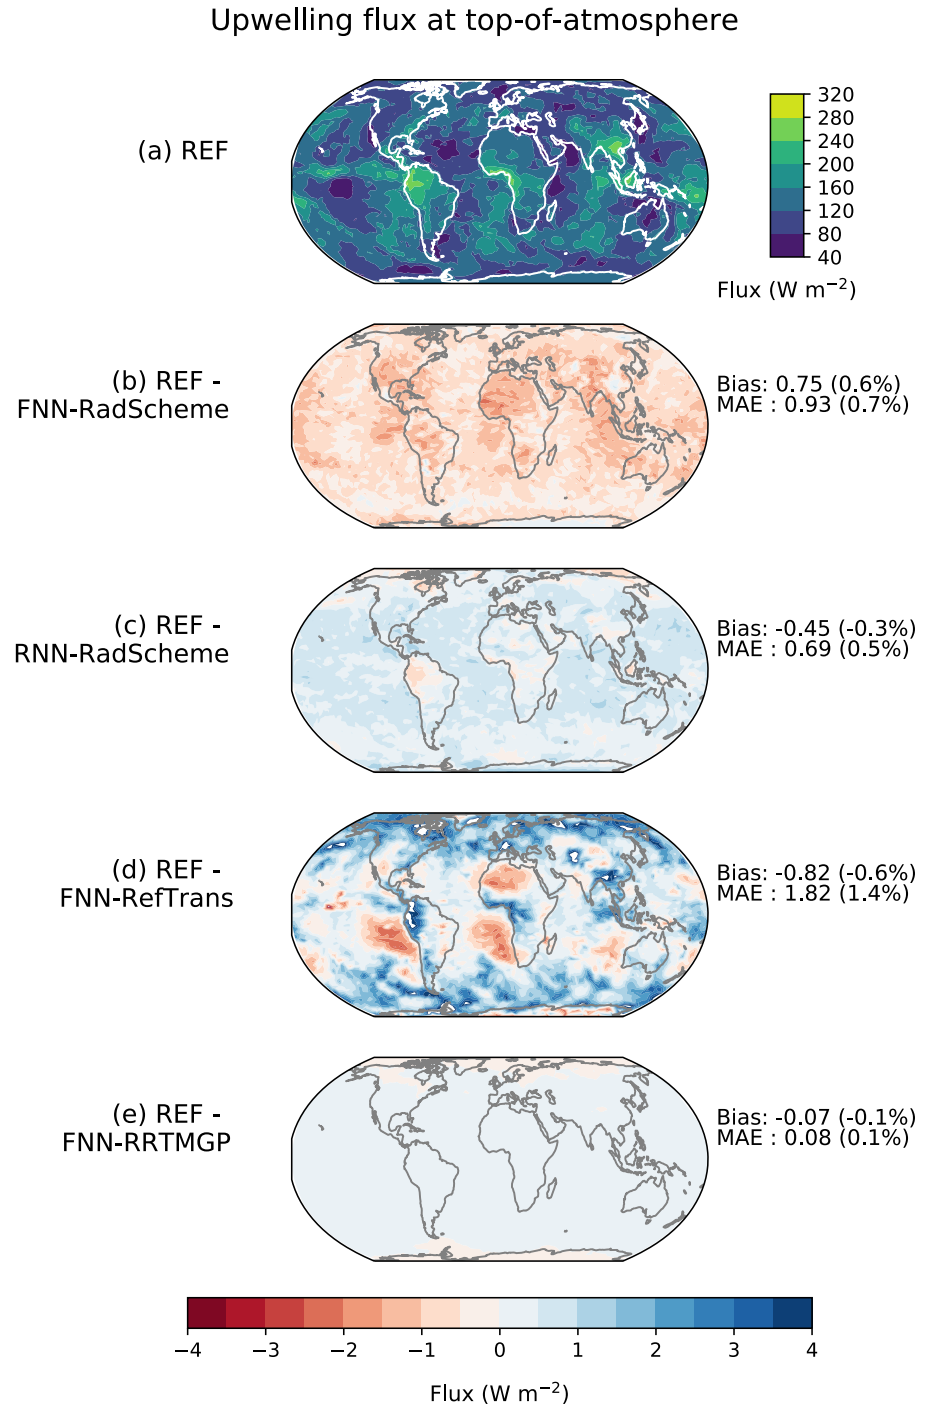 Upwelling flux at top-of-atmosphere
(a) REF
320
280
240
200
160
120
80
40
Flux (W m⁻²)
(b) REF -
FNN-RadScheme
Bias: 0.75 (0.6%)
MAE : 0.93 (0.7%)
(c) REF -
RNN-RadScheme
Bias: -0.45 (-0.3%)
MAE : 0.69 (0.5%)
(d) REF -
FNN-RefTrans
Bias: -0.82 (-0.6%)
MAE : 1.82 (1.4%)
(e) REF -
FNN-RRTMGP
Bias: -0.07 (-0.1%)
MAE : 0.08 (0.1%)
−4 −3 −2 −1 0 1 2 3 4
Flux (W m⁻²)